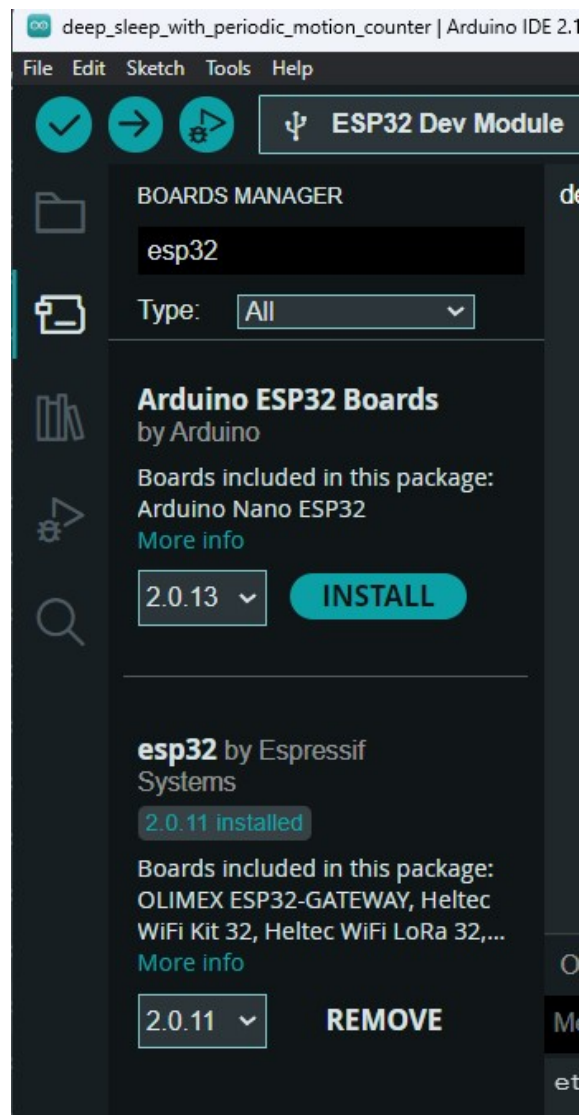 deep_sleep_with_periodic_motion_counter | Arduino IDE 2.1
File Edit Sketch Tools Help
ESP32 Dev Module
BOARDS MANAGER
de
esp32
Type: All
Arduino ESP32 Boards
by Arduino
Boards included in this package:
Arduino Nano ESP32
More info
2.0.13 INSTALL
esp32 by Espressif
Systems
2.0.11 installed
Boards included in this package:
OLIMEX ESP32-GATEWAY, Heltec
WiFi Kit 32, Heltec WiFi LoRa 32,...
More info
O
2.0.11 REMOVE
Me
et